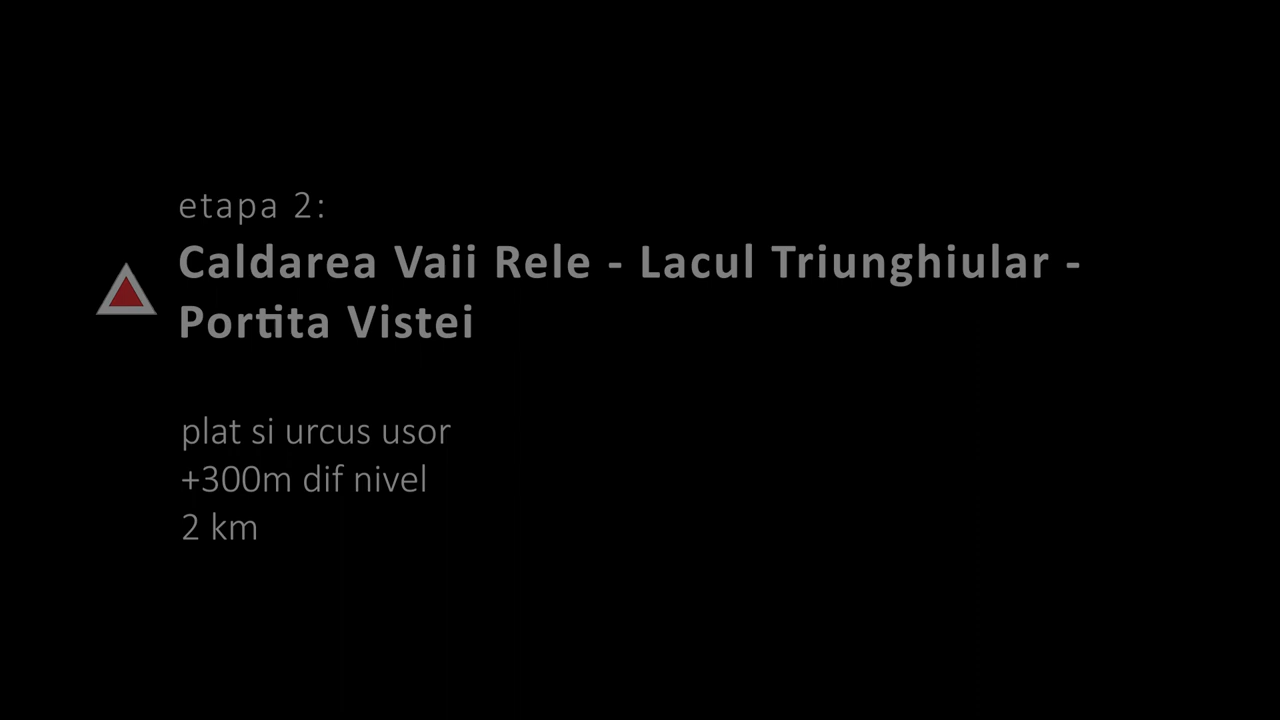 etapa 2:
Caldarea Vaii Rele - Lacul Triunghiular -
Portita Vistei
plat si urcus usor
+300m dif nivel
2 km